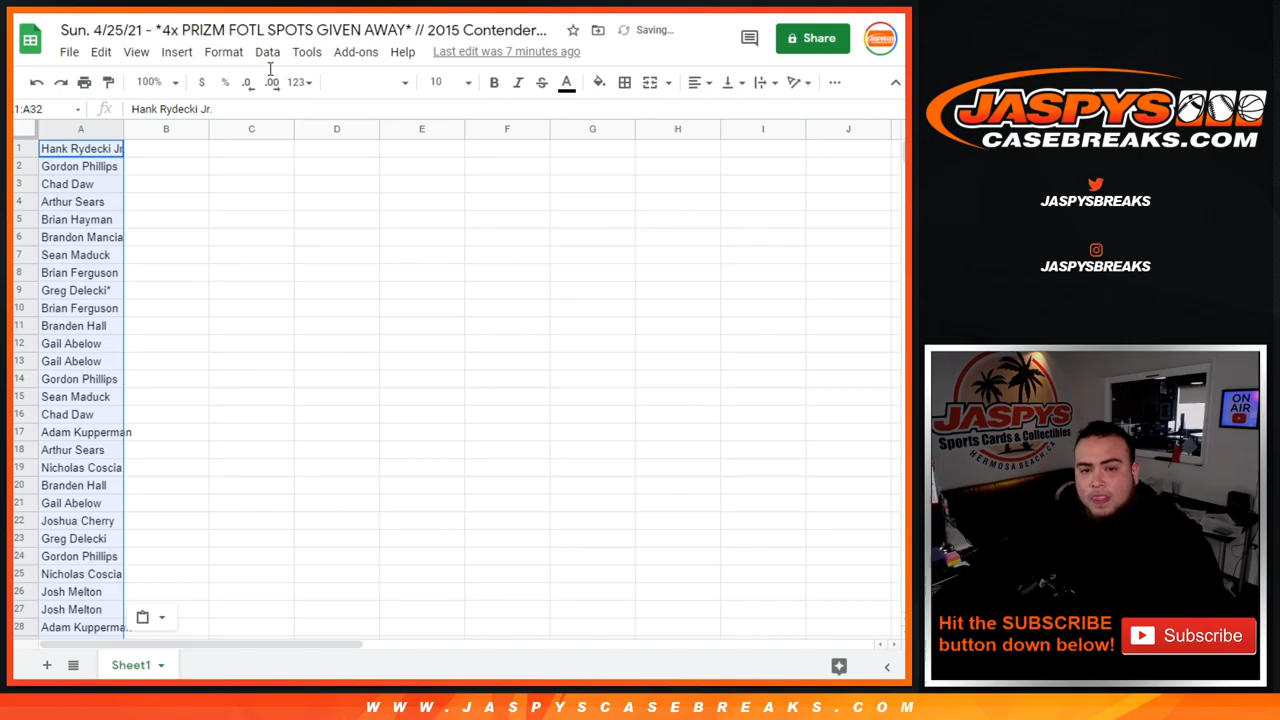 Sun. 4/25/21 - *4x PRIZM FOTL SPOTS GIVEN AWAY* // 2015 Contender...
Saving...
Share
File Edit View Insert Format Data Tools Add-ons Help Last edit was 7 minutes ago
100% $ % .0 .00 123 10 B I S A
1:A32 fx Hank Rydecki Jr.
A B C D E F G H I J
1 Hank Rydecki Jr
2 Gordon Phillips
3 Chad Daw
4 Arthur Sears
5 Brian Hayman
6 Brandon Mancia
7 Sean Maduck
8 Brian Ferguson
9 Greg Delecki*
10 Brian Ferguson
11 Branden Hall
12 Gail Abelow
13 Gail Abelow
14 Gordon Phillips
15 Sean Maduck
16 Chad Daw
17 Adam Kupperman
18 Arthur Sears
19 Nicholas Coscia
20 Branden Hall
21 Gail Abelow
22 Joshua Cherry
23 Greg Delecki
24 Gordon Phillips
25 Nicholas Coscia
26 Josh Melton
27 Josh Melton
28 Adam Kupperma
Sheet1
JASPYS
CASEBREAKS.COM
JASPYSBREAKS
JASPYSBREAKS
JASPYS
Sports Cards & Collectibles
HERMOSA BEACH, CA
ON
AIR
Hit the SUBSCRIBE
button down below!
Subscribe
WWW.JASPYSCASEBREAKS.COM